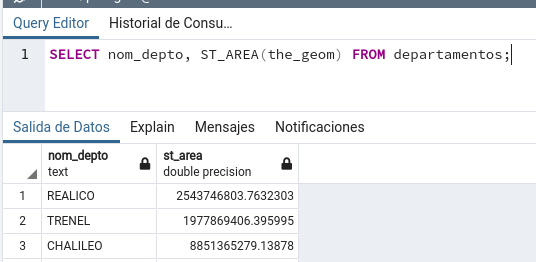 Query Editor Historial de Consu...
1 SELECT nom_depto, ST_AREA(the_geom) FROM departamentos;
Salida de Datos Explain Mensajes Notificaciones
nom_depto st_area
text double precision
1 REALICO 2543746803.7632303
2 TRENEL 1977869406.395995
3 CHALILEO 8851365279.13878